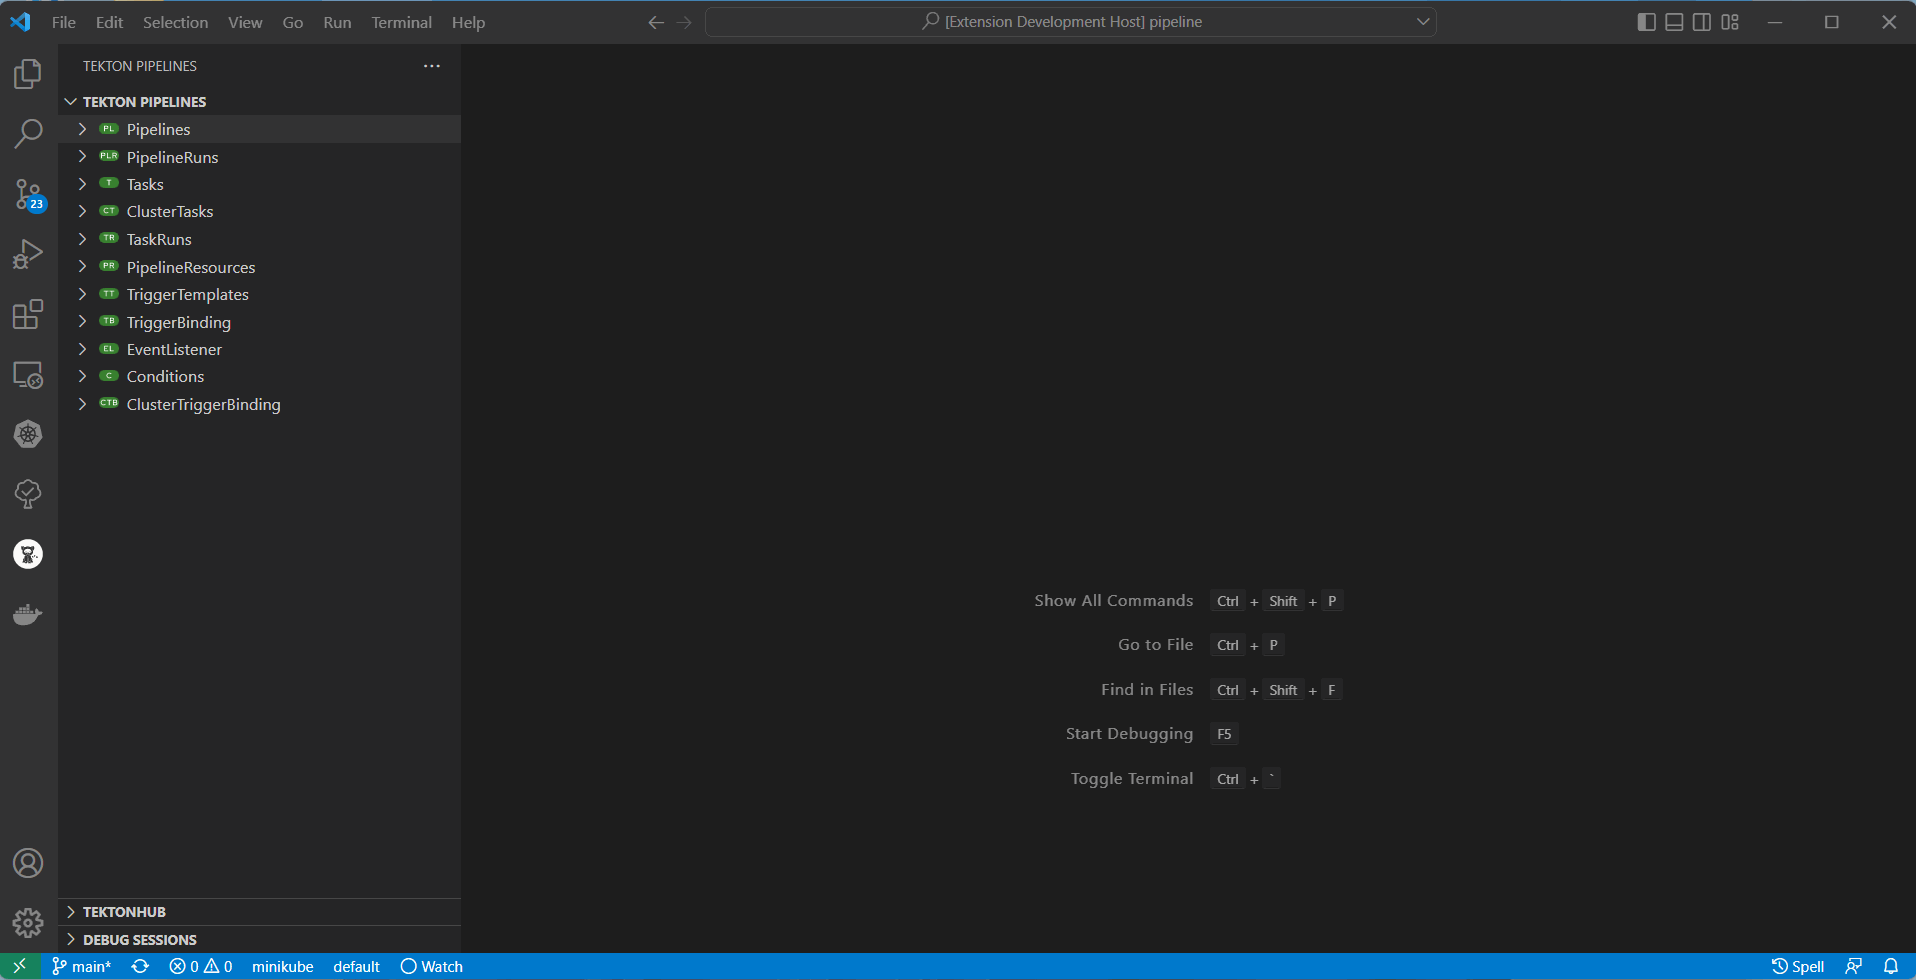 File Edit Selection View Go Run Terminal Help
[Extension Development Host] pipeline
TEKTON PIPELINES
TEKTON PIPELINES
PL Pipelines
PLR PipelineRuns
T Tasks
CT ClusterTasks
TR TaskRuns
PR PipelineResources
TT TriggerTemplates
TB TriggerBinding
EL EventListener
C Conditions
CTB ClusterTriggerBinding
23
Show All Commands Ctrl + Shift + P
Go to File Ctrl + P
Find in Files Ctrl + Shift + F
Start Debugging F5
Toggle Terminal Ctrl + `
TEKTONHUB
DEBUG SESSIONS
main* 0 0 minikube default Watch Spell